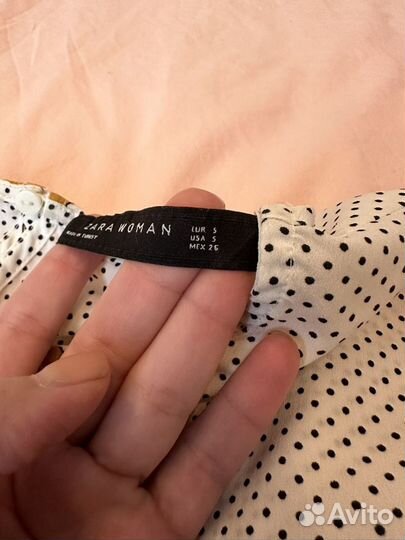 ZARA WOMAN
MADE IN TURKEY
EUR S
USA S
MEX 26
Avito